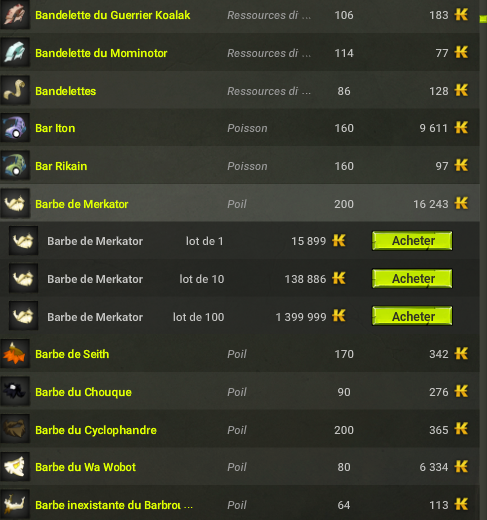 Bandelette du Guerrier Koalak Ressources di ... 106 183
Bandelette du Mominotor Ressources di ... 114 77
Bandelettes Ressources di ... 86 128
Bar Iton Poisson 160 9 611
Bar Rikain Poisson 160 97
Barbe de Merkator Poil 200 16 243
Barbe de Merkator lot de 1 15 899 Acheter
Barbe de Merkator lot de 10 138 886 Acheter
Barbe de Merkator lot de 100 1 399 999 Acheter
Barbe de Seith Poil 170 342
Barbe du Chouque Poil 90 276
Barbe du Cyclophandre Poil 200 365
Barbe du Wa Wobot Poil 80 6 334
Barbe inexistante du Barbrou ... Poil 64 113